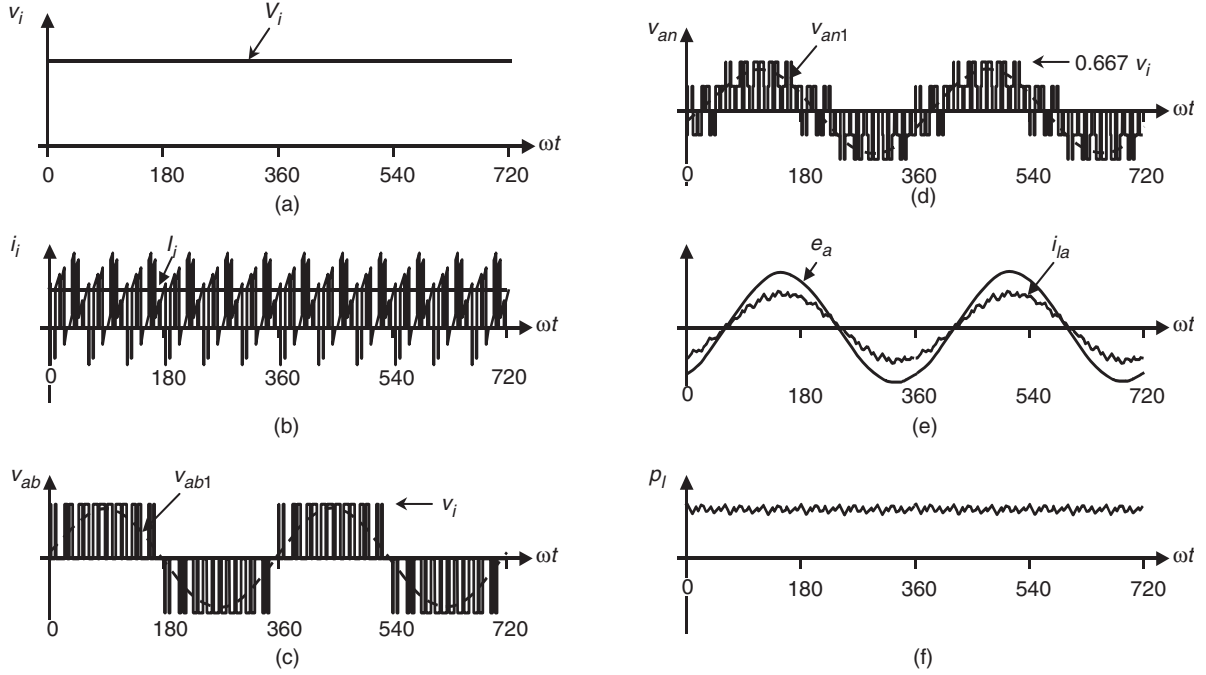 v_i
V_i
ωt
0 180 360 540 720
(a)
i_i
I_i
ωt
0 180 360 540 720
(b)
v_ab
v_ab1
v_i
ωt
0 180 360 540 720
(c)
v_an
v_an1
0.667 v_i
ωt
0 180 360 540 720
(d)
e_a
i_la
ωt
0 180 360 540 720
(e)
p_l
ωt
0 180 360 540 720
(f)